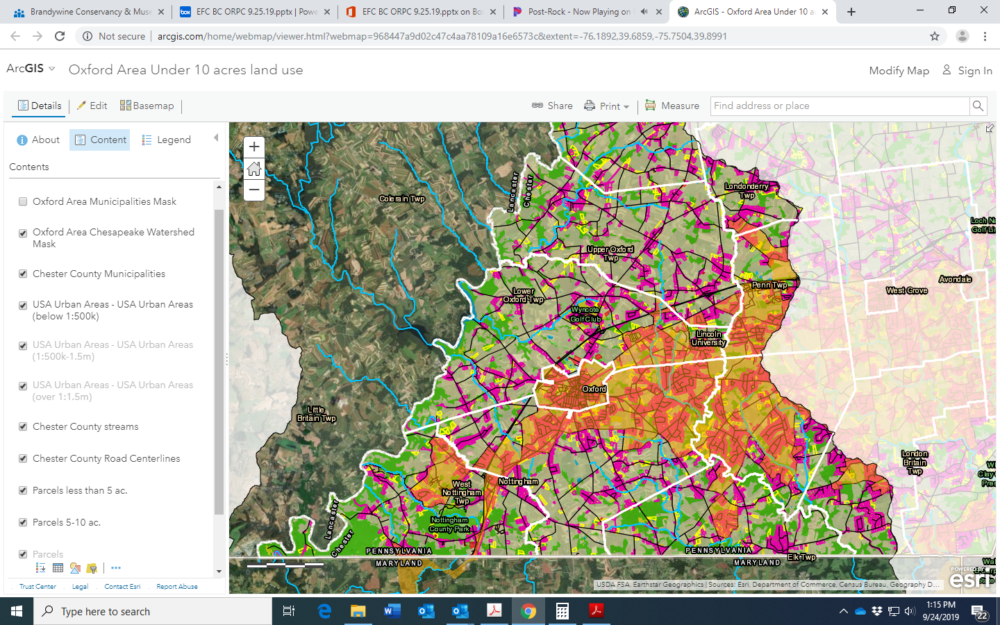 Brandywine Conservancy & Muse
EFC BC ORPC 9.25.19.pptx | Powe
EFC BC ORPC 9.25.19.pptx on Bo
Post-Rock - Now Playing on
ArcGIS - Oxford Area Under 10 a
Not secure | arcgis.com/home/webmap/viewer.html?webmap=968447a9d02c47c4aa78109a16e6573c&extent=-76.1892,39.6859,-75.7504,39.8991
ArcGIS
Oxford Area Under 10 acres land use
Modify Map
Sign In
Details
Edit
Basemap
Share
Print
Measure
Find address or place
About
Content
Legend
Contents
Oxford Area Municipalities Mask
Oxford Area Chesapeake Watershed
Mask
Chester County Municipalities
USA Urban Areas - USA Urban Areas
(below 1:500k)
USA Urban Areas - USA Urban Areas
(1:500k-1.5m)
USA Urban Areas - USA Urban Areas
(over 1:1.5m)
Chester County streams
Chester County Road Centerlines
Parcels less than 5 ac.
Parcels 5-10 ac.
Parcels
Trust Center
Legal
Contact Esri
Report Abuse
Lancaster
Chester
Colerain Twp
Londonderry
Twp
Loch Na
Golf Lin
Upper Oxford
Twp
Avondale
Penn Twp
West Grove
Lower
Oxford Twp
Wyncote
Golf Club
Lincoln
University
Oxford
Little
Britain Twp
London
Britain
Twp
Clay
Pres
West
Nottingham
Twp
Nottingham
Lancaster
Chester
Nottingham
County Park
PENNSYLVANIA
MARYLAND
PENNSYLVANIA
MARYLAND
Elk Twp
POWERED BY
esri
USDA FSA, Earthstar Geographics | Sources: Esri, Department of Commerce, Census Bureau, Geography D...
Type here to search
1:15 PM
9/24/2019
22